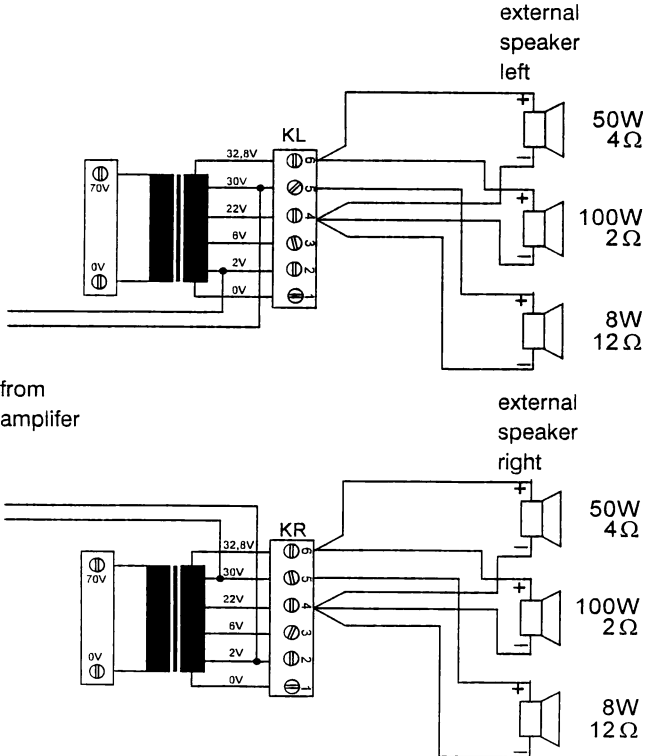 external
speaker
left
+
50W
4Ω
−
KL
32,8V
6
70V
30V
5
22V
4
+
100W
2Ω
−
8V
3
0V
2V
2
0V
1
+
8W
12Ω
−
from
amplifer
external
speaker
right
+
50W
4Ω
−
KR
32,8V
6
70V
30V
5
22V
4
+
100W
2Ω
−
6V
3
0V
2V
2
0V
1
+
8W
12Ω
−